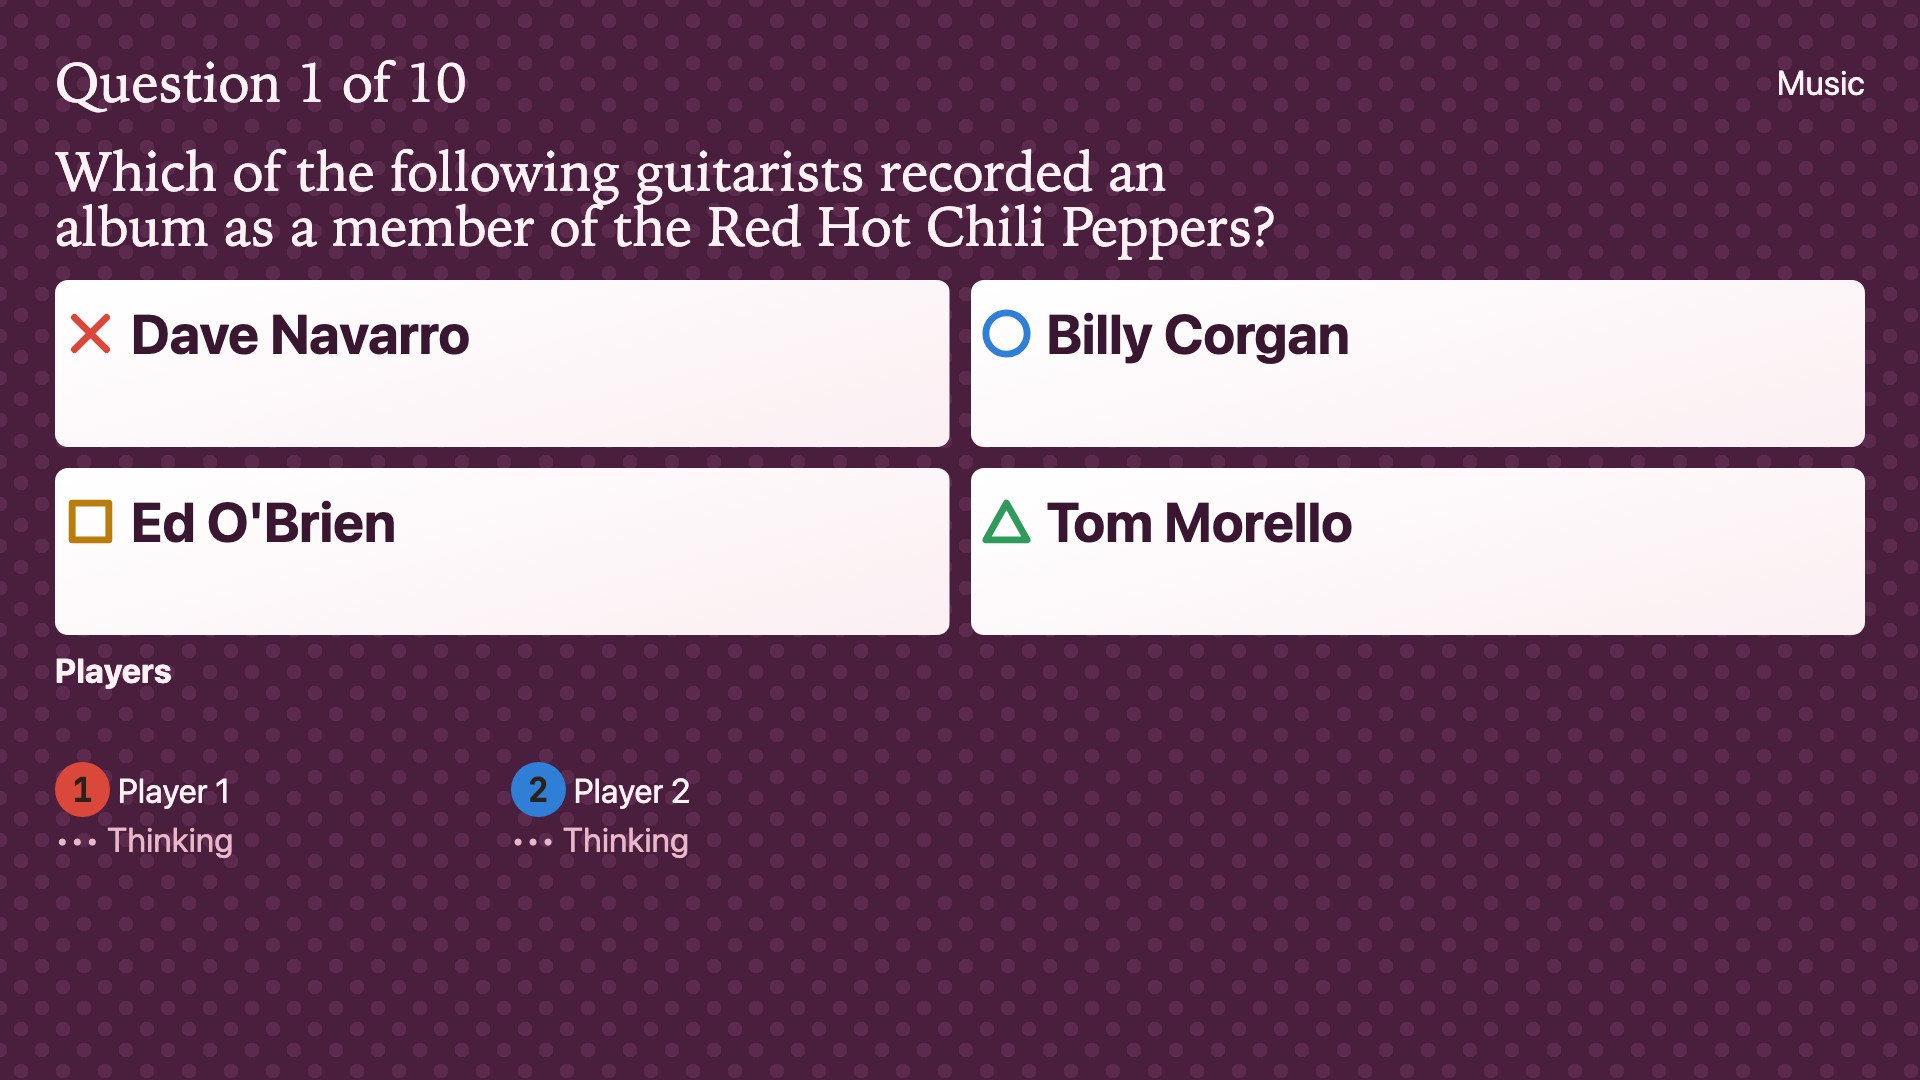 Question 1 of 10
Music
Which of the following guitarists recorded an
album as a member of the Red Hot Chili Peppers?
Dave Navarro
Billy Corgan
Ed O'Brien
Tom Morello
Players
1 Player 1
2 Player 2
••• Thinking
••• Thinking